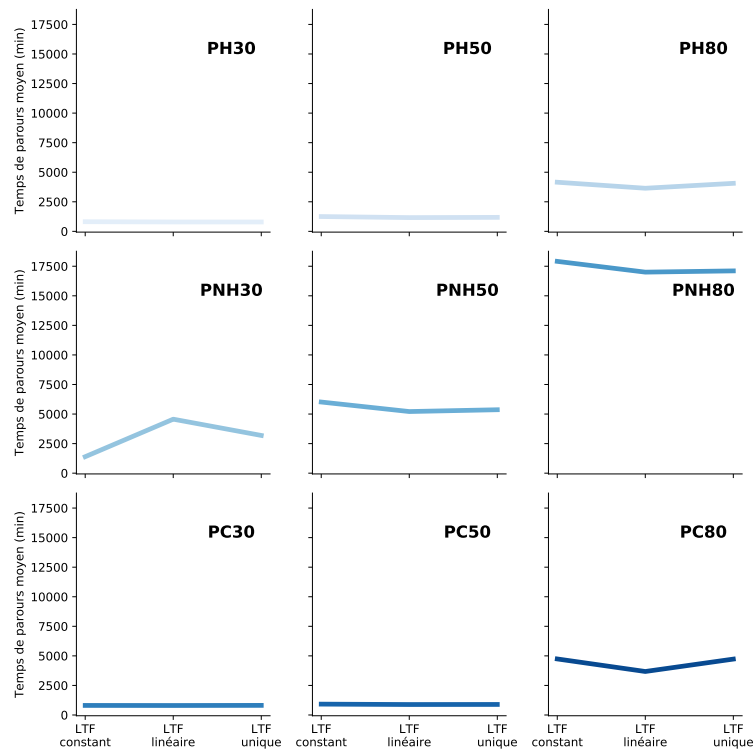 Temps de parours moyen (min)
17500
15000
12500
10000
7500
5000
2500
0
PH30
PH50
PH80
Temps de parours moyen (min)
17500
15000
12500
10000
7500
5000
2500
0
PNH30
PNH50
PNH80
Temps de parours moyen (min)
17500
15000
12500
10000
7500
5000
2500
0
PC30
PC50
PC80
LTF
constant
LTF
linéaire
LTF
unique
LTF
constant
LTF
linéaire
LTF
unique
LTF
constant
LTF
linéaire
LTF
unique